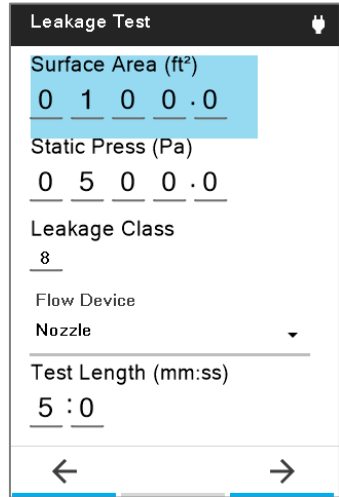 Leakage Test
Surface Area (ft²)
0 1 0 0.0
Static Press (Pa)
0 5 0 0.0
Leakage Class
8
Flow Device
Nozzle
Test Length (mm:ss)
5:0